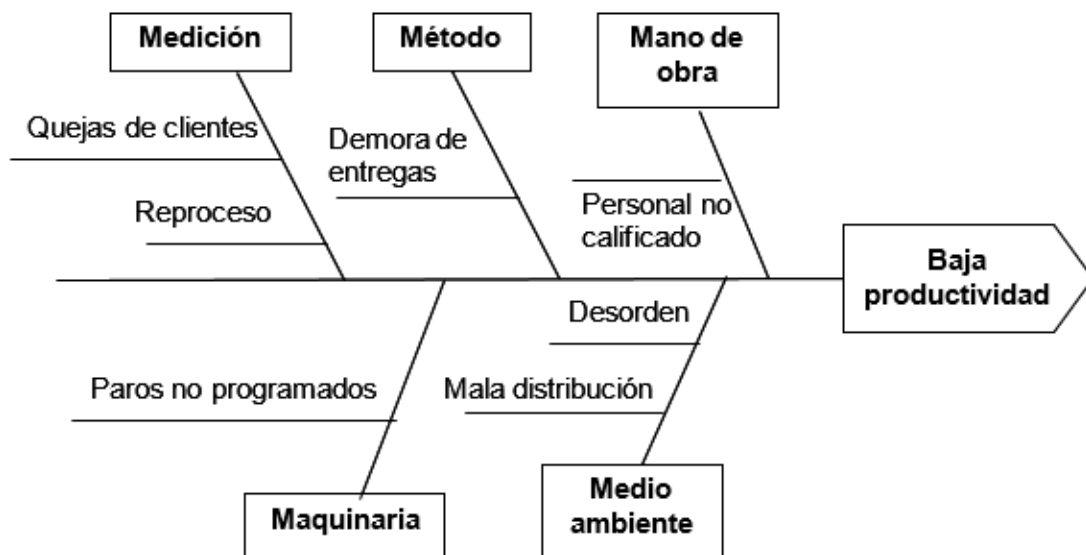 Medición
Método
Mano de
obra
Quejas de clientes
Demora de
entregas
Reproceso
Personal no
calificado
Baja
productividad
Desorden
Paros no programados
Mala distribución
Maquinaria
Medio
ambiente